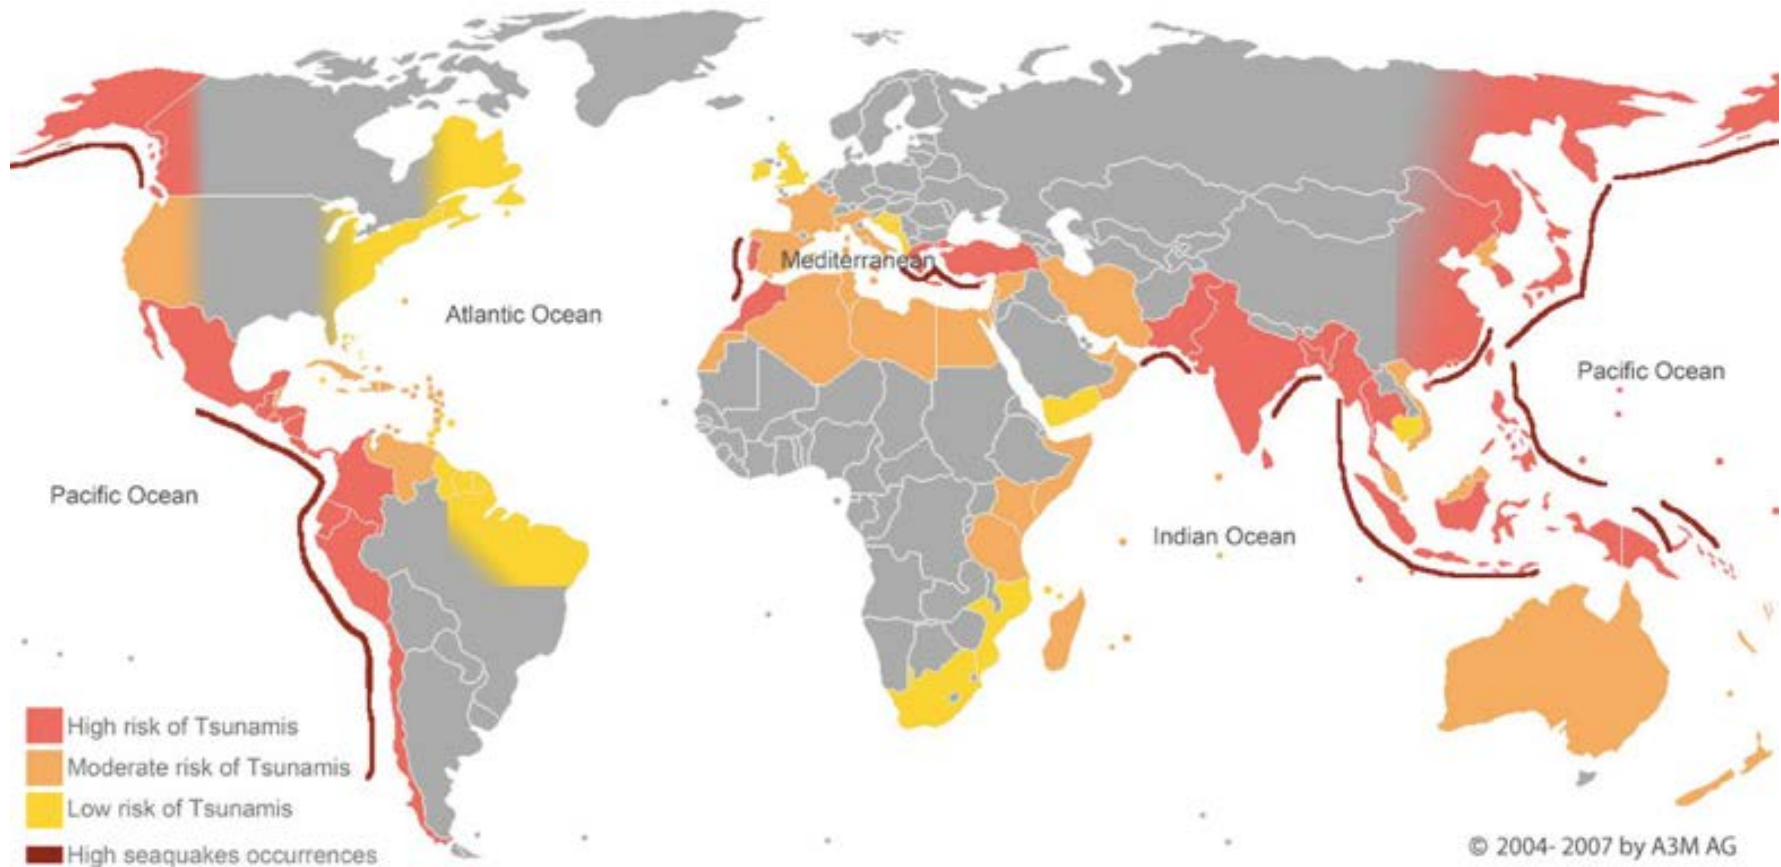 Mediterranean
Atlantic Ocean
Pacific Ocean
Pacific Ocean
Indian Ocean
High risk of Tsunamis
Moderate risk of Tsunamis
Low risk of Tsunamis
High seaquakes occurrences
© 2004- 2007 by A3M AG